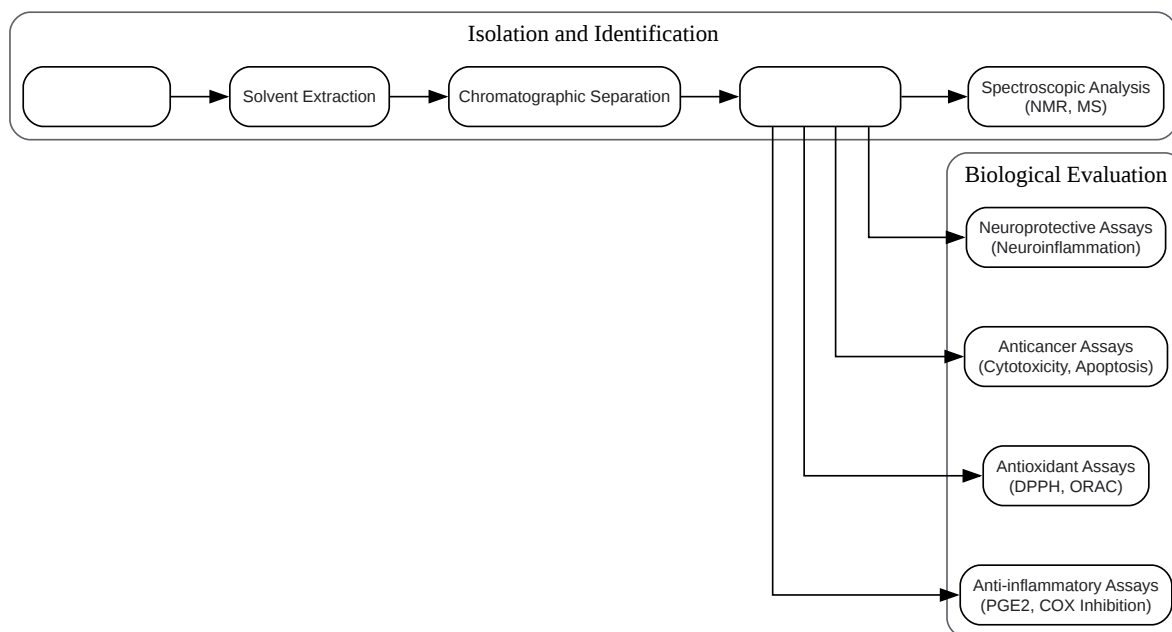 Isolation and Identification
Solvent Extraction
Chromatographic Separation
Spectroscopic Analysis
(NMR, MS)
Biological Evaluation
Neuroprotective Assays
(Neuroinflammation)
Anticancer Assays
(Cytotoxicity, Apoptosis)
Antioxidant Assays
(DPPH, ORAC)
Anti-inflammatory Assays
(PGE2, COX Inhibition)